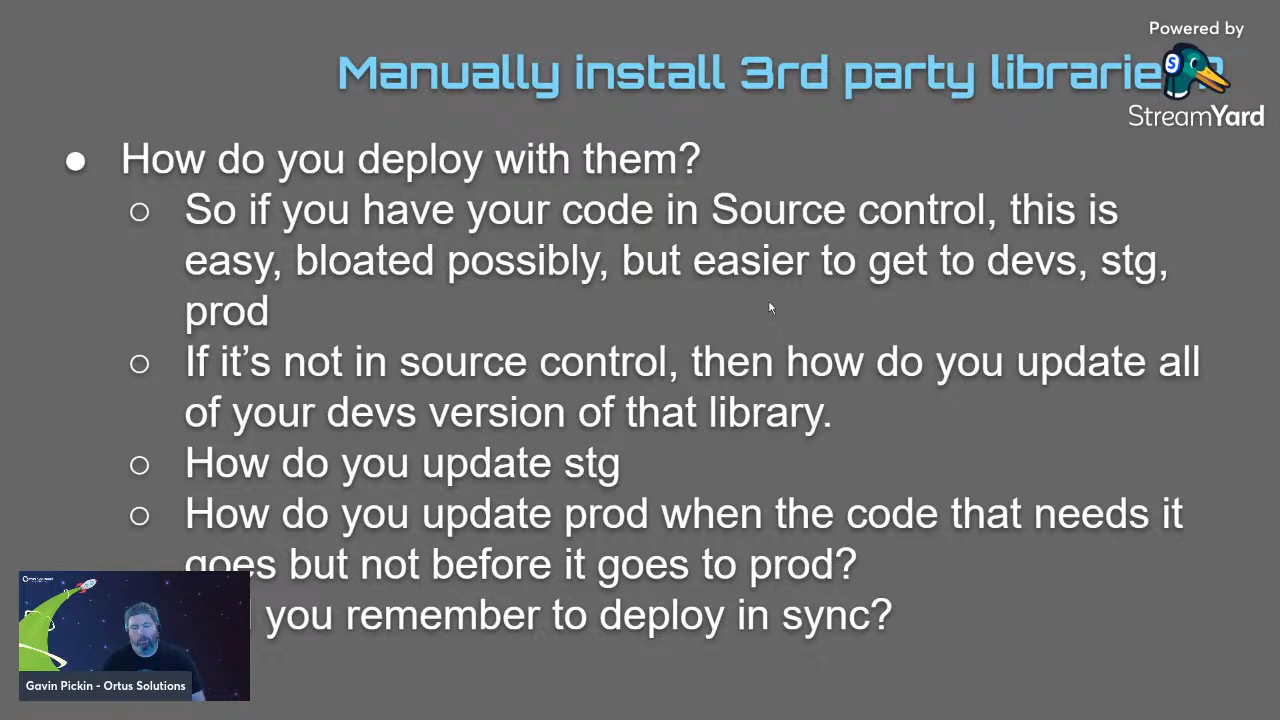 Powered by
Manually install 3rd party librarie
StreamYard
● How do you deploy with them?
○ So if you have your code in Source control, this is
easy, bloated possibly, but easier to get to devs, stg,
prod
○ If it's not in source control, then how do you update all
of your devs version of that library.
○ How do you update stg
○ How do you update prod when the code that needs it
goes but not before it goes to prod?
you remember to deploy in sync?
Gavin Pickin - Ortus Solutions